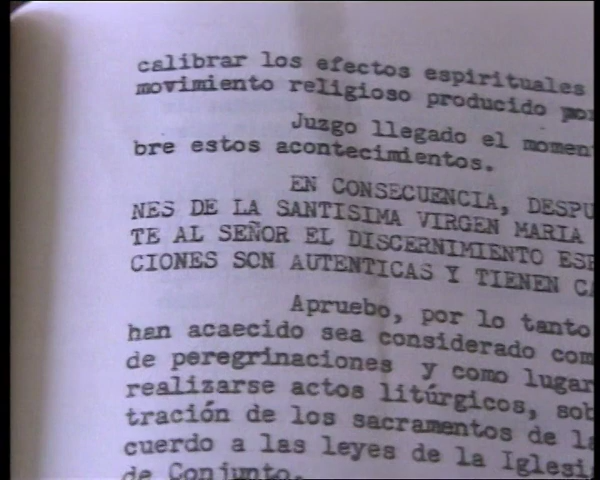 calibrar los efectos espirituales
movimiento religioso producido por
Juzgo llegado el momen
bre estos acontecimientos.
EN CONSECUENCIA, DESPU
NES DE LA SANTISIMA VIRGEN MARIA
TE AL SEÑOR EL DISCERNIMIENTO ESP
CIONES SON AUTENTICAS Y TIENEN CA
Apruebo, por lo tanto
han acaecido sea considerado com
de peregrinaciones y como lugar
realizarse actos litúrgicos, sob
tración de los sacramentos de la
cuerdo a las leyes de la Iglesi
de Conjunto.